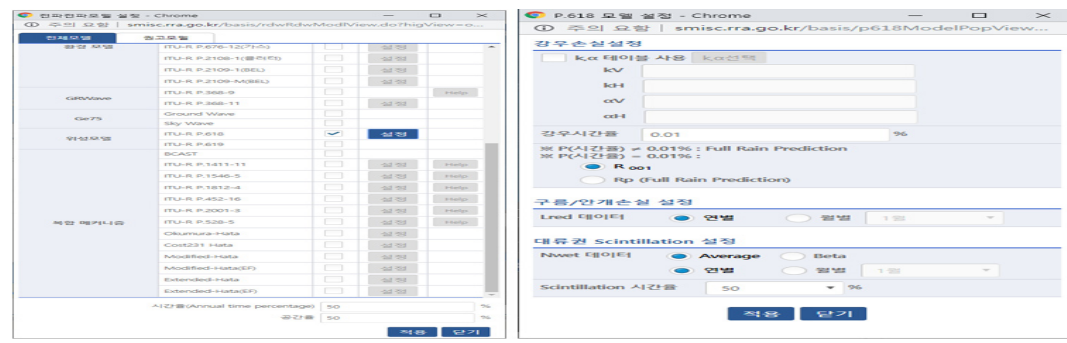 전파전파모델 설정 - Chrome
주의 요함 | smisc.rra.go.kr/basis/rdwRdwModlView.do?higView=o...
전체모델
권고모델
환경 모델
ITU-R P.676-12(가스) 설정
ITU-R P.2108-1(클러터) 설정
ITU-R P.2109-1(BEL) 설정
ITU-R P.2109-M(BEL) 설정
GRWave
ITU-R P.368-9 Help
ITU-R P.368-11 설정
Ge75
Ground Wave
Sky Wave
위성모델
ITU-R P.618 설정
ITU-R P.619
복합 메커니즘
BCAST
ITU-R P.1411-11 설정 Help
ITU-R P.1546-5 설정 Help
ITU-R P.1812-4 설정 Help
ITU-R P.452-16 설정 Help
ITU-R P.2001-3 설정 Help
ITU-R P.528-5 설정 Help
Okumura-Hata 설정
Cost231 Hata 설정
Modified-Hata 설정
Modified-Hata(EF) 설정
Extended-Hata 설정
Extended-Hata(EF) 설정
시간율(Annual time percentage) 50 %
공간율 50 %
적용 닫기
P.618 모델 설정 - Chrome
주의 요함 | smisc.rra.go.kr/basis/p618ModelPopView...
강우손실설정
k,α 테이블 사용 k,α선택
kV
kH
αV
αH
강우시간율 0.01 %
※ P(시간율) ≠ 0.01% : Full Rain Prediction
※ P(시간율) = 0.01% :
R 001
Rp (Full Rain Prediction)
구름/안개손실 설정
Lred 데이터 연별 월별 1월
대류권 Scintillation 설정
Nwet 데이터 Average Beta
연별 월별 1월
Scintillation 시간율 50 %
적용 닫기